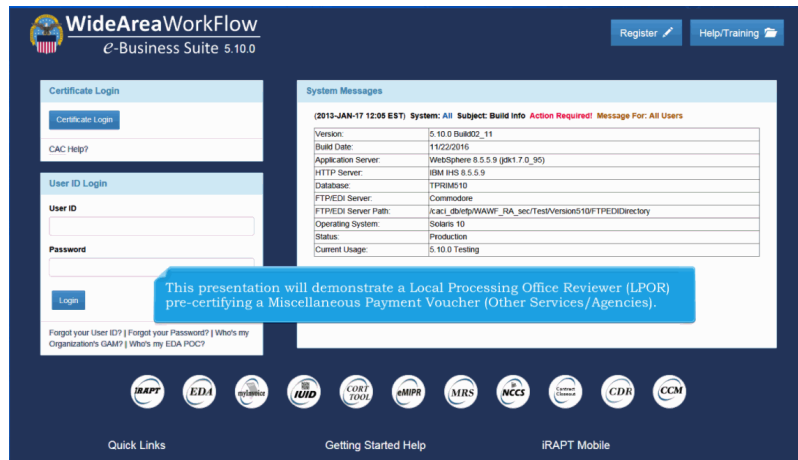 WideAreaWorkFlow
e-Business Suite 5.10.0
Register
Help/Training
Certificate Login
Certificate Login
CAC Help?
User ID Login
User ID
Password
Login
Forgot your User ID? | Forgot your Password? | Who's my
Organization's GAM? | Who's my EDA POC?
System Messages
(2013-JAN-17 12:05 EST) System: All Subject: Build Info Action Required! Message For: All Users
Version: 5.10.0 Build02_11
Build Date: 11/22/2016
Application Server: WebSphere 8.5.5.9 (jdk1.7.0_95)
HTTP Server: IBM IHS 8.5.5.9
Database: TPRIM510
FTP/EDI Server: Commodore
FTP/EDI Server Path: /caci_db/efp/WAWF_RA_sec/Test/Version510/FTPEDIDirectory
Operating System: Solaris 10
Status: Production
Current Usage: 5.10.0 Testing
This presentation will demonstrate a Local Processing Office Reviewer (LPOR)
pre-certifying a Miscellaneous Payment Voucher (Other Services/Agencies).
iRAPT
EDA
myInvoice
IUID
CORT
TOOL
eMIPR
MRS
NCCS
Contract
Closeout
CDR
CCM
Quick Links
Getting Started Help
iRAPT Mobile